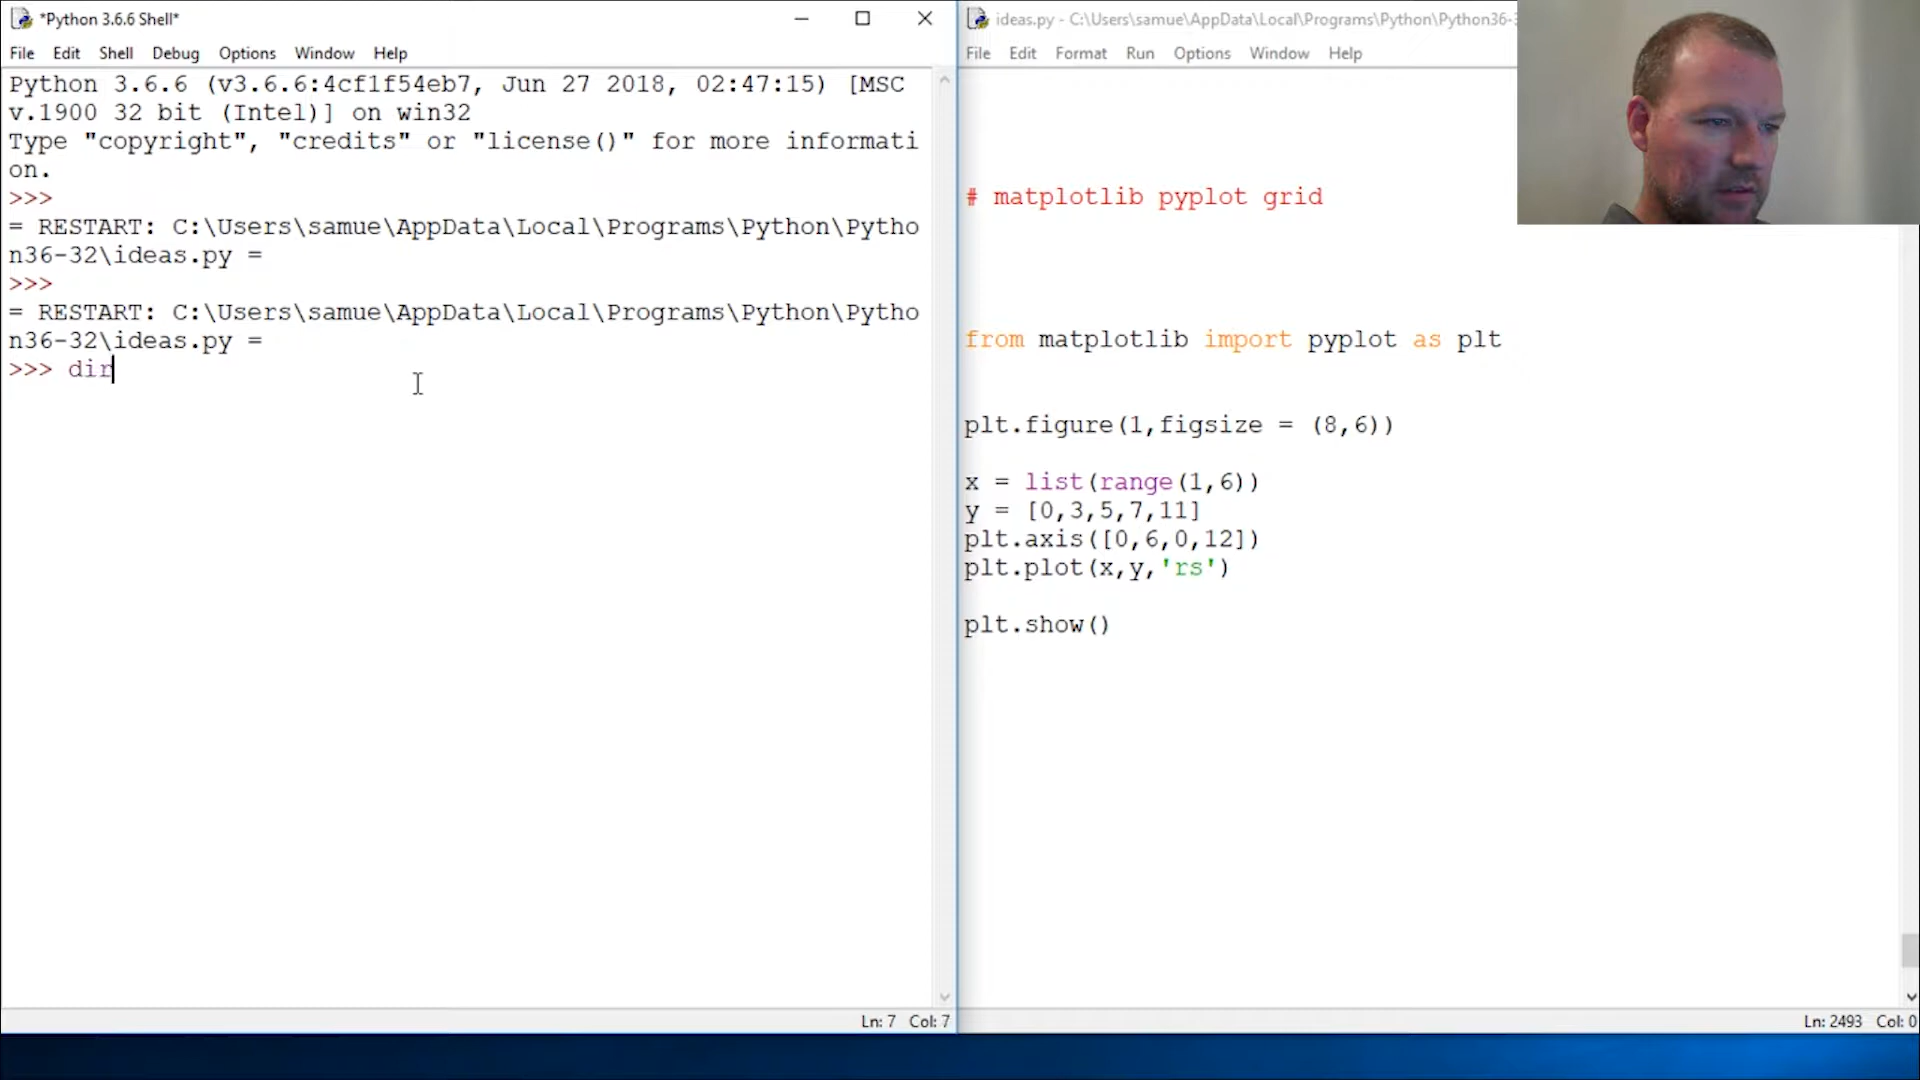 *Python 3.6.6 Shell*
File Edit Shell Debug Options Window Help
Python 3.6.6 (v3.6.6:4cf1f54eb7, Jun 27 2018, 02:47:15) [MSC
v.1900 32 bit (Intel)] on win32
Type "copyright", "credits" or "license()" for more informati
on.
>>>
= RESTART: C:\Users\samue\AppData\Local\Programs\Python\Pytho
n36-32\ideas.py =
>>>
= RESTART: C:\Users\samue\AppData\Local\Programs\Python\Pytho
n36-32\ideas.py =
>>> dir
Ln: 7 Col: 7
ideas.py - C:\Users\samue\AppData\Local\Programs\Python\Python36-
File Edit Format Run Options Window Help
# matplotlib pyplot grid
from matplotlib import pyplot as plt
plt.figure(1,figsize = (8,6))
x = list(range(1,6))
y = [0,3,5,7,11]
plt.axis([0,6,0,12])
plt.plot(x,y,'rs')
plt.show()
Ln: 2493 Col: 0